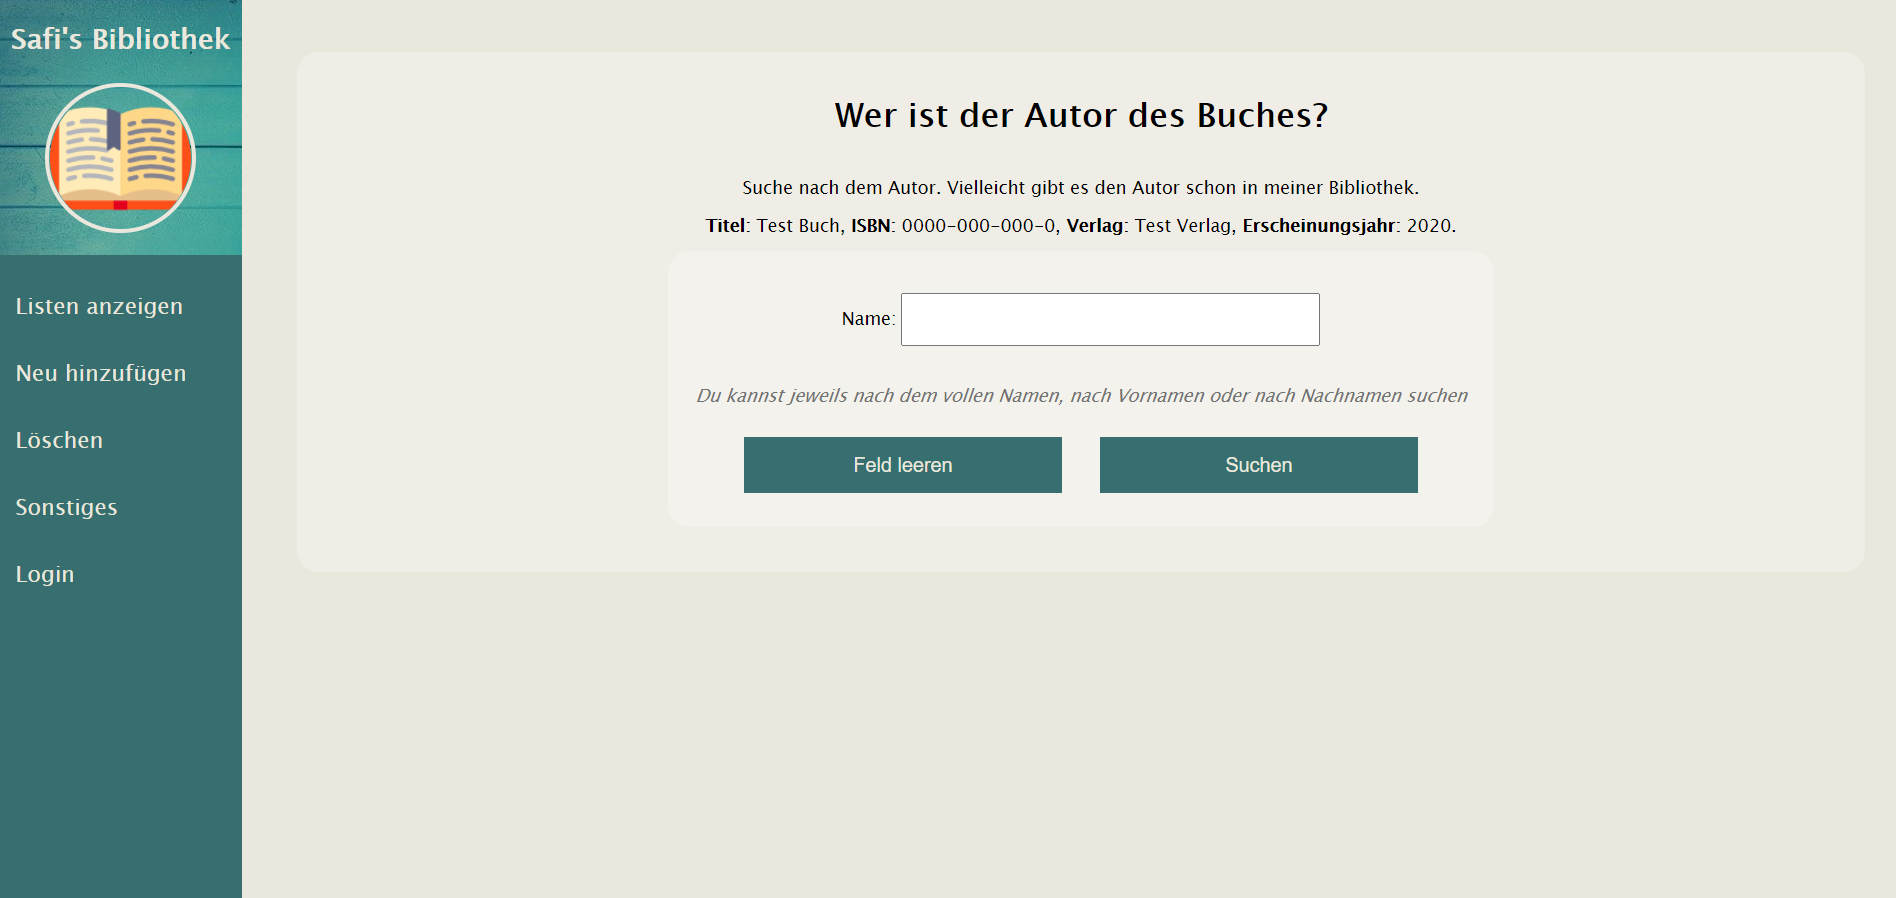 Safi's Bibliothek
Listen anzeigen
Neu hinzufügen
Löschen
Sonstiges
Login
Wer ist der Autor des Buches?
Suche nach dem Autor. Vielleicht gibt es den Autor schon in meiner Bibliothek.
Titel: Test Buch, ISBN: 0000-000-000-0, Verlag: Test Verlag, Erscheinungsjahr: 2020.
Name:
Du kannst jeweils nach dem vollen Namen, nach Vornamen oder nach Nachnamen suchen
Feld leeren
Suchen